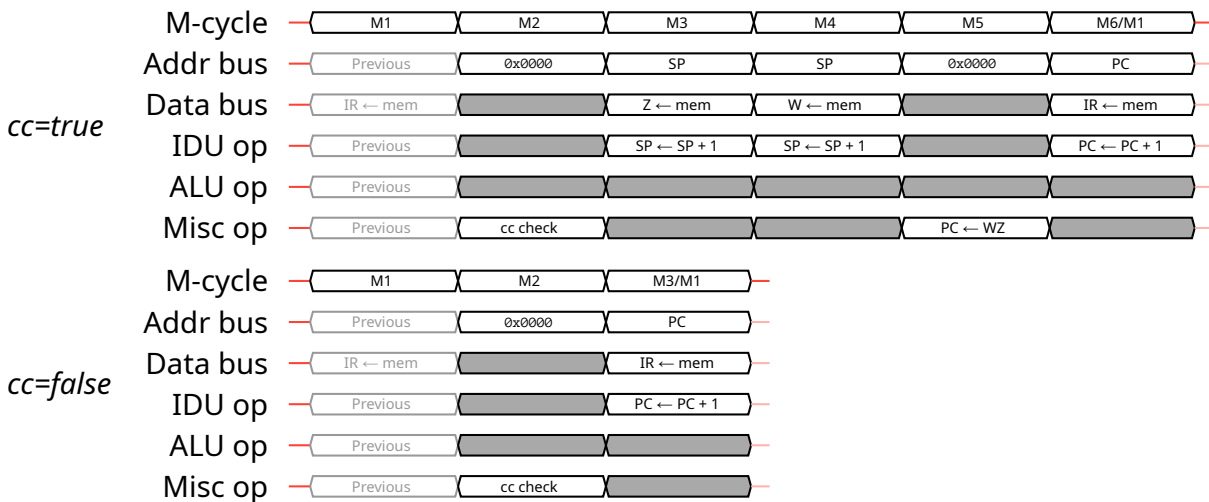 M-cycle M1 M2 M3 M4 M5 M6/M1
Addr bus Previous 0x0000 SP SP 0x0000 PC
Data bus IR ← mem Z ← mem W ← mem IR ← mem
cc=true
IDU op Previous SP ← SP + 1 SP ← SP + 1 PC ← PC + 1
ALU op Previous
Misc op Previous cc check PC ← WZ
M-cycle M1 M2 M3/M1
Addr bus Previous 0x0000 PC
Data bus IR ← mem IR ← mem
cc=false
IDU op Previous PC ← PC + 1
ALU op Previous
Misc op Previous cc check